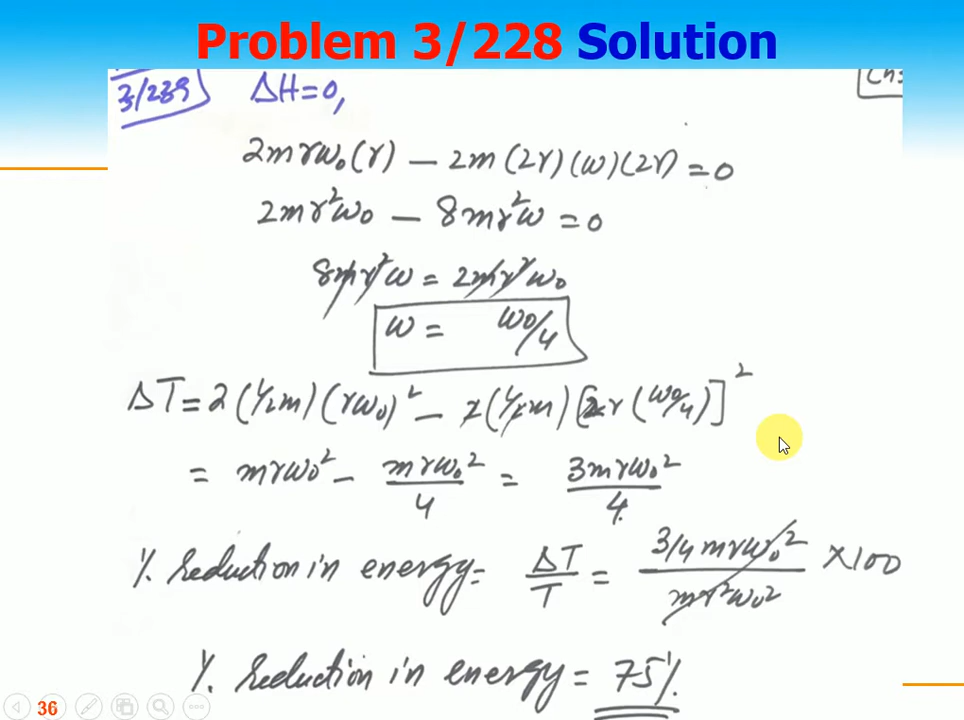 Problem 3/228 Solution
3/239
ΔH=0,
2mrω₀(r) – 2m(2r)(ω)(2r) = 0
2mr²ω₀ – 8mr²ω = 0
8mr²ω = 2mr²ω₀
ω = ω₀/4
ΔT = 2(½m)(rω₀)² – 2(½m)[2r(ω₀/4)]²
= mrω₀² – mrω₀²/4 = 3mrω₀²/4
% Reduction in energy = ΔT/T = 3/4 mrω₀²/mr²ω₀² ×100
% Reduction in energy = 75%
36